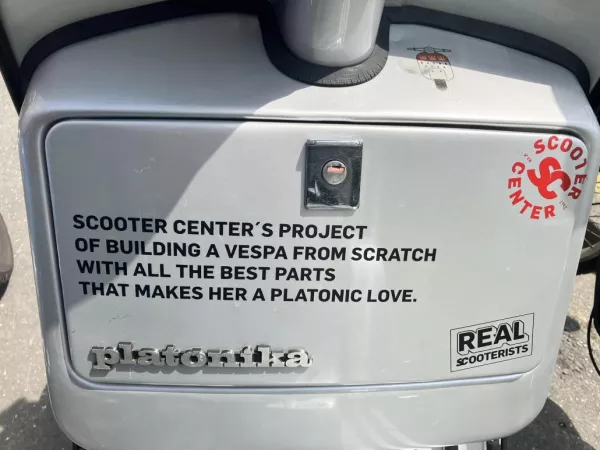 SCOOTER CENTER´S PROJECT
OF BUILDING A VESPA FROM SCRATCH
WITH ALL THE BEST PARTS
THAT MAKES HER A PLATONIC LOVE.
SCOOTER
SC
CENTER
platonika
REAL
SCOOTERISTS